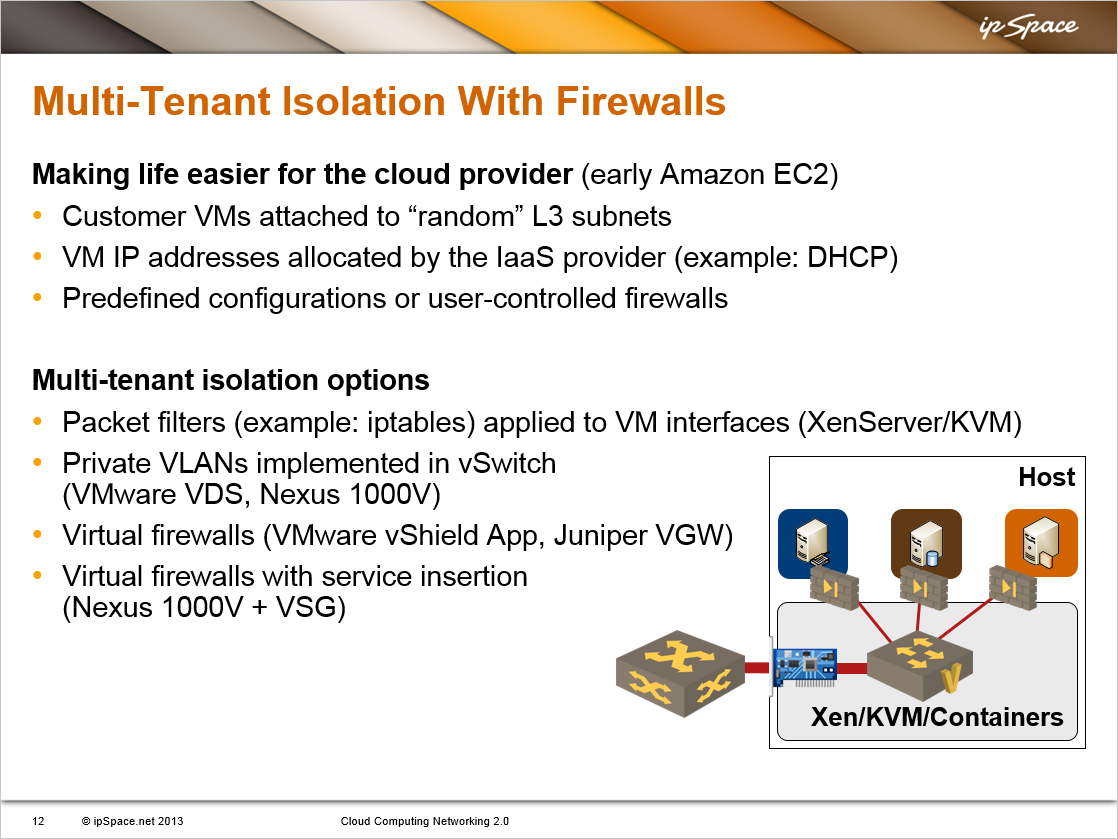 ipSpace
Multi-Tenant Isolation With Firewalls
Making life easier for the cloud provider (early Amazon EC2)
• Customer VMs attached to “random” L3 subnets
• VM IP addresses allocated by the IaaS provider (example: DHCP)
• Predefined configurations or user-controlled firewalls
Multi-tenant isolation options
• Packet filters (example: iptables) applied to VM interfaces (XenServer/KVM)
• Private VLANs implemented in vSwitch
(VMware VDS, Nexus 1000V)
• Virtual firewalls (VMware vShield App, Juniper VGW)
• Virtual firewalls with service insertion
(Nexus 1000V + VSG)
Host
V
Xen/KVM/Containers
12 © ipSpace.net 2013 Cloud Computing Networking 2.0